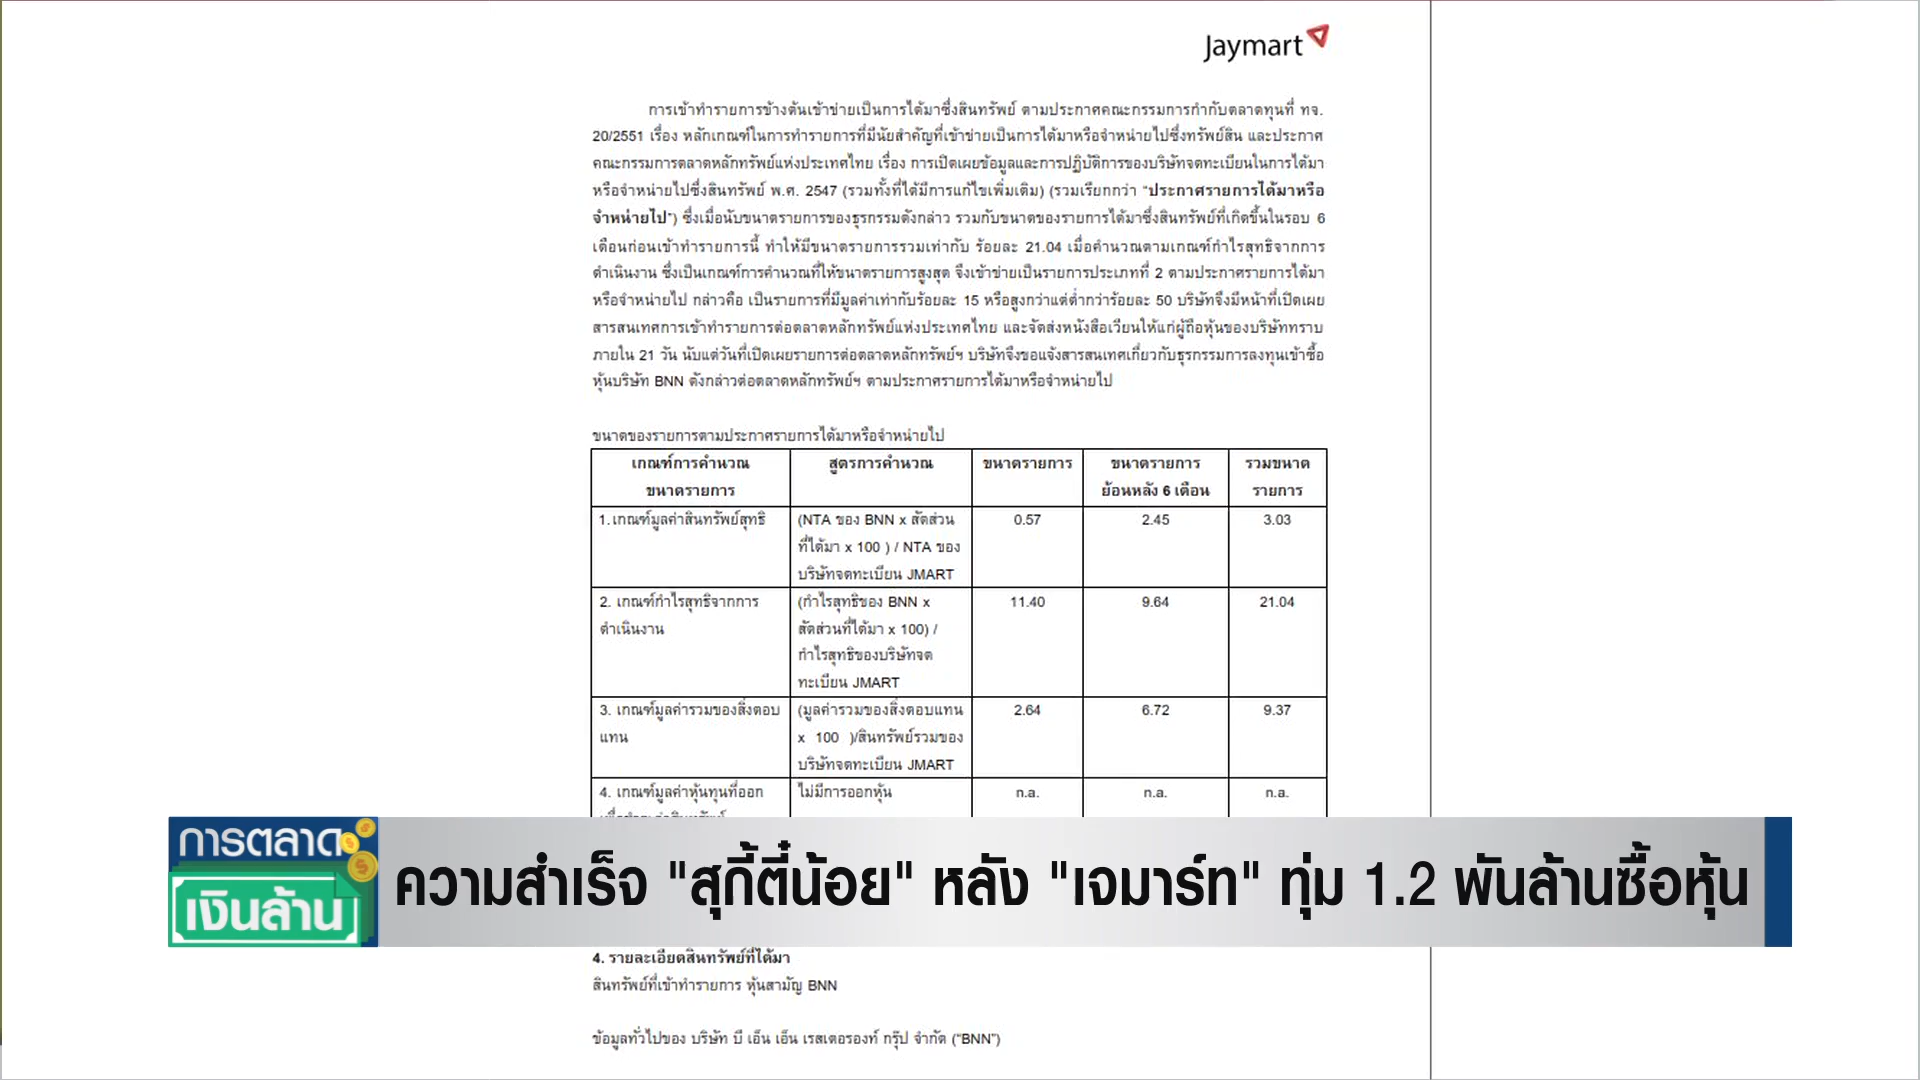 Jaymart
การเข้าทำรายการข้างต้นเข้าข่ายเป็นการได้มาซึ่งสินทรัพย์ ตามประกาศคณะกรรมการกำกับตลาดทุนที่ ทจ.
20/2551 เรื่อง หลักเกณฑ์ในการทำรายการที่มีนัยสำคัญที่เข้าข่ายเป็นการได้มาหรือจำหน่ายไปซึ่งทรัพย์สิน และประกาศ
คณะกรรมการตลาดหลักทรัพย์แห่งประเทศไทย เรื่อง การเปิดเผยข้อมูลและการปฏิบัติการของบริษัทจดทะเบียนในการได้มา
หรือจำหน่ายไปซึ่งสินทรัพย์ พ.ศ. 2547 (รวมทั้งที่ได้มีการแก้ไขเพิ่มเติม) (รวมเรียกกว่า "ประกาศรายการได้มาหรือ
จำหน่ายไป") ซึ่งเมื่อนับขนาดรายการของธุรกรรมดังกล่าว รวมกับขนาดของรายการได้มาซึ่งสินทรัพย์ที่เกิดขึ้นในรอบ 6
เดือนก่อนเข้าทำรายการนี้ ทำให้มีขนาดรายการรวมเท่ากับ ร้อยละ 21.04 เมื่อคำนวณตามเกณฑ์กำไรสุทธิจากการ
ดำเนินงาน ซึ่งเป็นเกณฑ์การคำนวณที่ให้ขนาดรายการสูงสุด จึงเข้าข่ายเป็นรายการประเภทที่ 2 ตามประกาศรายการได้มา
หรือจำหน่ายไป กล่าวคือ เป็นรายการที่มีมูลค่าเท่ากับร้อยละ 15 หรือสูงกว่าแต่ต่ำกว่าร้อยละ 50 บริษัทจึงมีหน้าที่เปิดเผย
สารสนเทศการเข้าทำรายการต่อตลาดหลักทรัพย์แห่งประเทศไทย และจัดส่งหนังสือเวียนให้แก่ผู้ถือหุ้นของบริษัททราบ
ภายใน 21 วัน นับแต่วันที่เปิดเผยรายการต่อตลาดหลักทรัพย์ฯ บริษัทจึงขอแจ้งสารสนเทศเกี่ยวกับธุรกรรมการลงทุนเข้าซื้อ
หุ้นบริษัท BNN ดังกล่าวต่อตลาดหลักทรัพย์ฯ ตามประกาศรายการได้มาหรือจำหน่ายไป
ขนาดของรายการตามประกาศรายการได้มาหรือจำหน่ายไป
เกณฑ์การคำนวณ สูตรการคำนวณ ขนาดรายการ ขนาดรายการ รวมขนาด
ขนาดรายการ ย้อนหลัง 6 เดือน รายการ
1. เกณฑ์มูลค่าสินทรัพย์สุทธิ (NTA ของ BNN x สัดส่วน 0.57 2.45 3.03
ที่ได้มา x 100 ) / NTA ของ
บริษัทจดทะเบียน JMART
2. เกณฑ์กำไรสุทธิจากการ (กำไรสุทธิของ BNN x 11.40 9.64 21.04
ดำเนินงาน สัดส่วนที่ได้มา x 100) /
กำไรสุทธิของบริษัทจด
ทะเบียน JMART
3. เกณฑ์มูลค่ารวมของสิ่งตอบ (มูลค่ารวมของสิ่งตอบแทน 2.64 6.72 9.37
แทน x 100 )/สินทรัพย์รวมของ
บริษัทจดทะเบียน JMART
4. เกณฑ์มูลค่าหุ้นทุนที่ออก ไม่มีการออกหุ้น n.a. n.a. n.a.
การตลาด
เงินล้าน
ความสำเร็จ "สุกี้ตี๋น้อย" หลัง "เจมาร์ท" ทุ่ม 1.2 พันล้านซื้อหุ้น
4. รายละเอียดสินทรัพย์ที่ได้มา
สินทรัพย์ที่เข้าทำรายการ หุ้นสามัญ BNN
ข้อมูลทั่วไปของ บริษัท บี เอ็น เอ็น เรสเตอรองท์ กรุ๊ป จำกัด ("BNN")